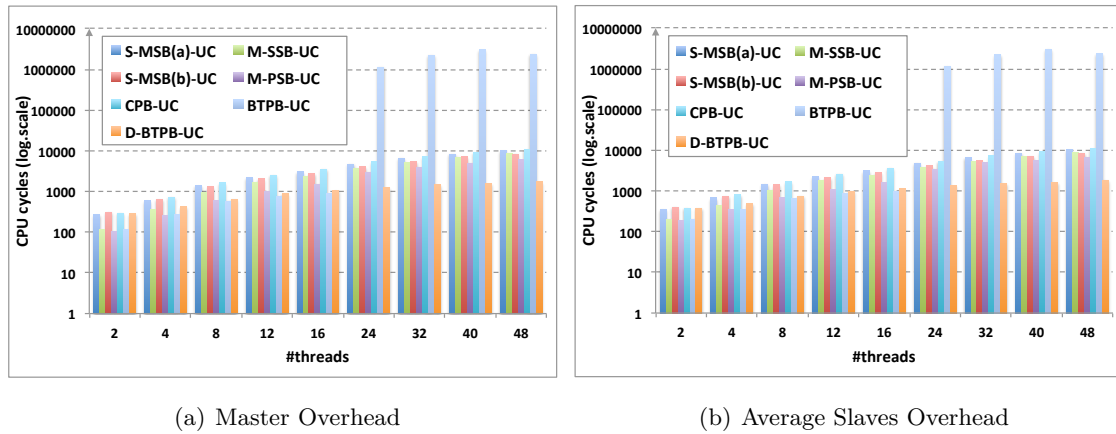 10000000
1000000
100000
10000
1000
100
10
1
CPU cycles (log.scale)
S-MSB(a)-UC M-SSB-UC
S-MSB(b)-UC M-PSB-UC
CPB-UC BTPB-UC
D-BTPB-UC
2 4 8 12 16 24 32 40 48
#threads
(a) Master Overhead
10000000
1000000
100000
10000
1000
100
10
1
CPU cycles (log.scale)
S-MSB(a)-UC M-SSB-UC
S-MSB(b)-UC M-PSB-UC
CPB-UC BTPB-UC
D-BTPB-UC
2 4 8 12 16 24 32 40 48
#threads
(b) Average Slaves Overhead